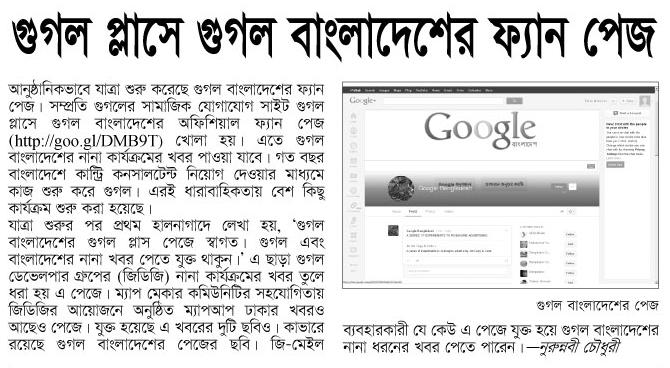 গুগল প্লাসে গুগল বাংলাদেশের ফ্যান পেজ
আনুষ্ঠানিকভাবে যাত্রা শুরু করেছে গুগল বাংলাদেশের ফ্যান
পেজ। সম্প্রতি গুগলের সামাজিক যোগাযোগ সাইট গুগল
প্লাসে গুগল বাংলাদেশের অফিশিয়াল ফ্যান পেজ
(http://goo.gl/DMB9T) খোলা হয়। এতে গুগল
বাংলাদেশের নানা কার্যক্রমের খবর পাওয়া যাবে। গত বছর
বাংলাদেশে কান্ট্রি কনসালটেন্ট নিয়োগ দেওয়ার মাধ্যমে
কাজ শুরু করে গুগল। এরই ধারাবাহিকতায় বেশ কিছু
কার্যক্রম শুরু করা হয়েছে।
যাত্রা শুরুর পর প্রথম হালনাগাদে লেখা হয়, ‘গুগল
বাংলাদেশের গুগল প্লাস পেজে স্বাগত। গুগল এবং
বাংলাদেশের নানা খবর পেতে যুক্ত থাকুন।’ এ ছাড়া গুগল
ডেভেলপার গ্রুপের (জিডিজি) নানা কার্যক্রমের খবর তুলে
ধরা হয় এ পেজে। ম্যাপ মেকার কমিউনিটির সহযোগিতায়
জিডিজির আয়োজনে অনুষ্ঠিত ম্যাপআপ ঢাকার খবরও
আছেও পেজে। যুক্ত হয়েছে এ খবরের দুটি ছবিও। কাভারে
রয়েছে গুগল বাংলাদেশের পেজের ছবি। জি-মেইল
Google+
Google
বাংলাদেশ
Google Bangladesh
গুগল বাংলাদেশের পেজ
ব্যবহারকারী যে কেউ এ পেজে যুক্ত হয়ে গুগল বাংলাদেশের
নানা ধরনের খবর পেতে পারেন।—নুরুন্নবী চৌধুরী